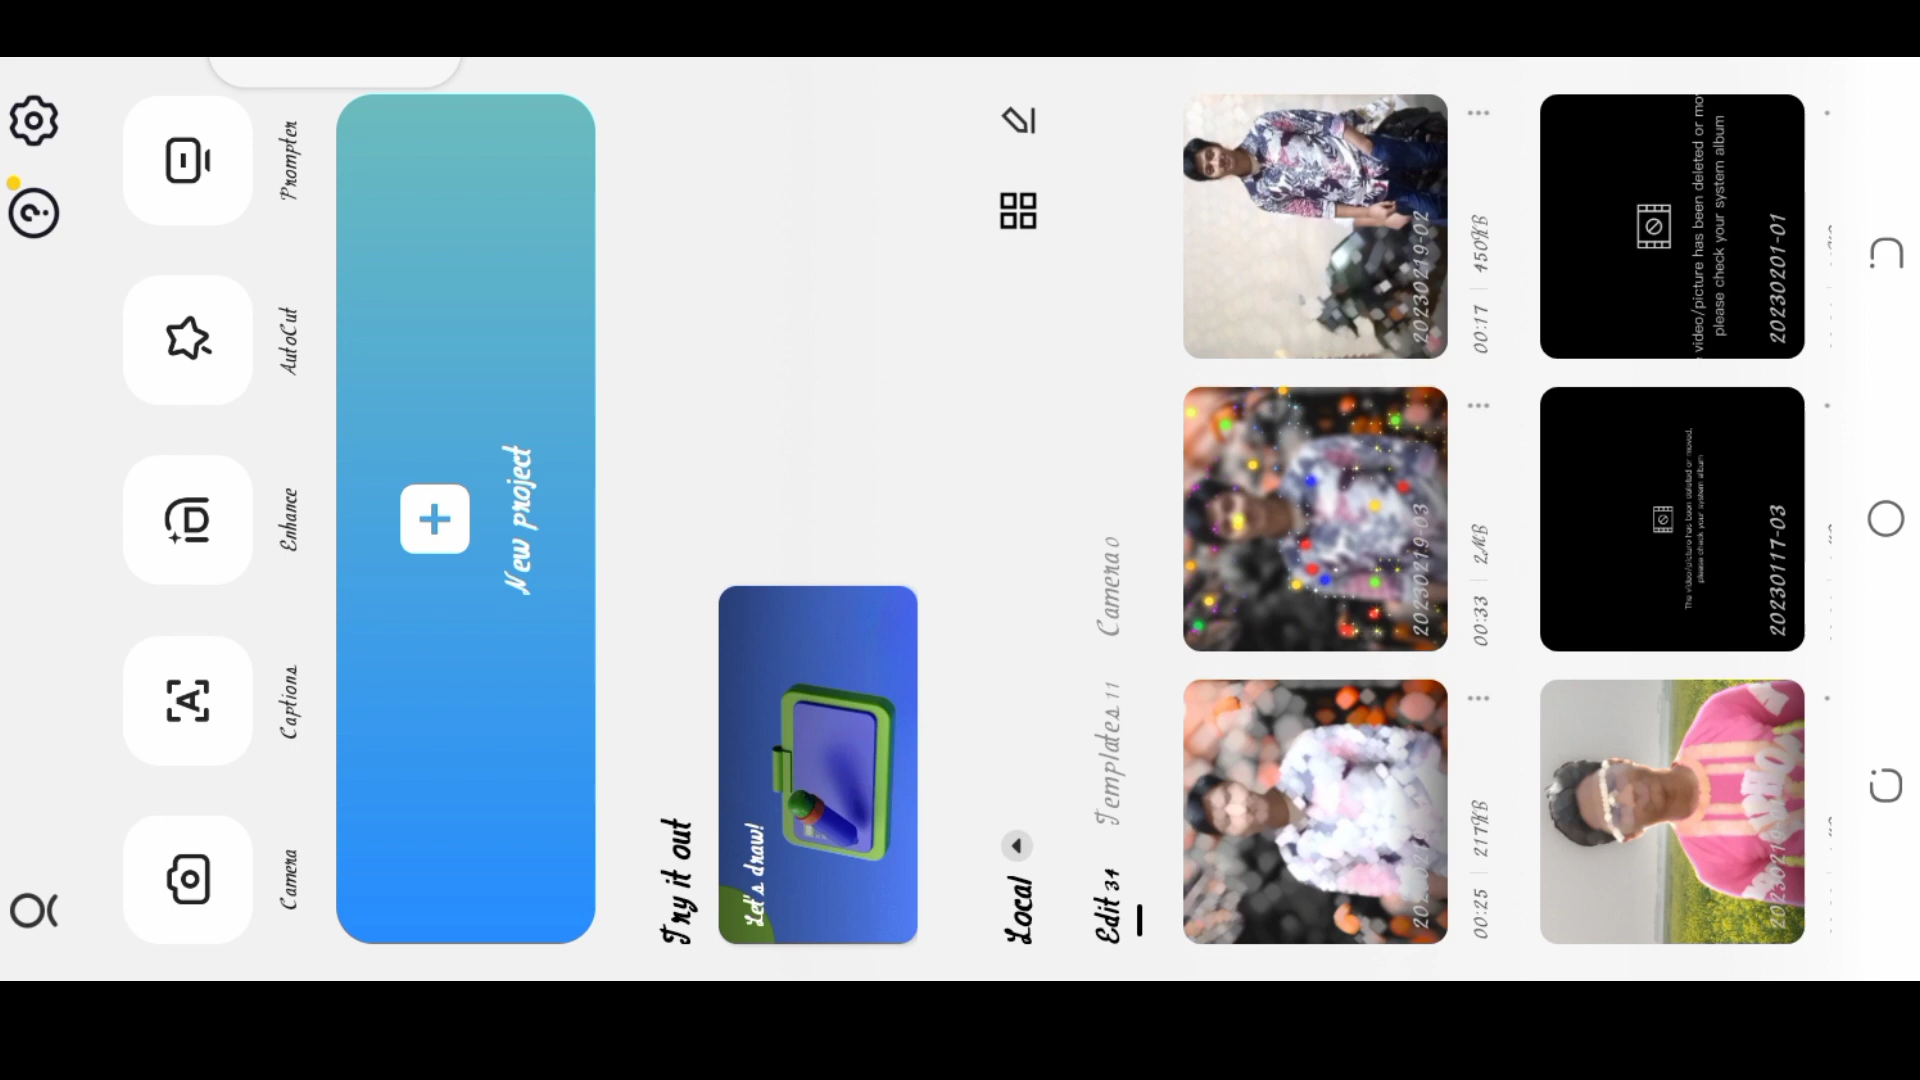 Camera
Captions
Enhance
AutoCut
Prompter
New project
Try it out
Let's draw!
Local
Edit 34
Templates 11
Camera 0
20230219-03
20230219-02
00:25 217KB
00:33 2MB
00:17 450KB
The video/picture has been deleted or moved,
please check your system album
video/picture has been deleted or mo
please check your system album
20230117-03
20230201-01